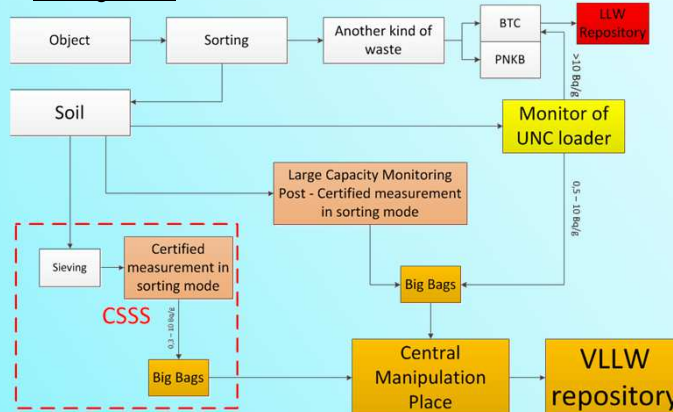 Object
Sorting
Another kind of
waste
BTC
PNKB
LLW
Repository
>10 Bq/g
Soil
Monitor of
UNC loader
Large Capacity Monitoring
Post - Certified measurement
in sorting mode
0,5 – 10 Bq/g
Sieving
Certified
measurement in
sorting mode
CSSS
0,3 – 10 Bq/g
Big Bags
Big Bags
Central
Manipulation
Place
VLLW
repository